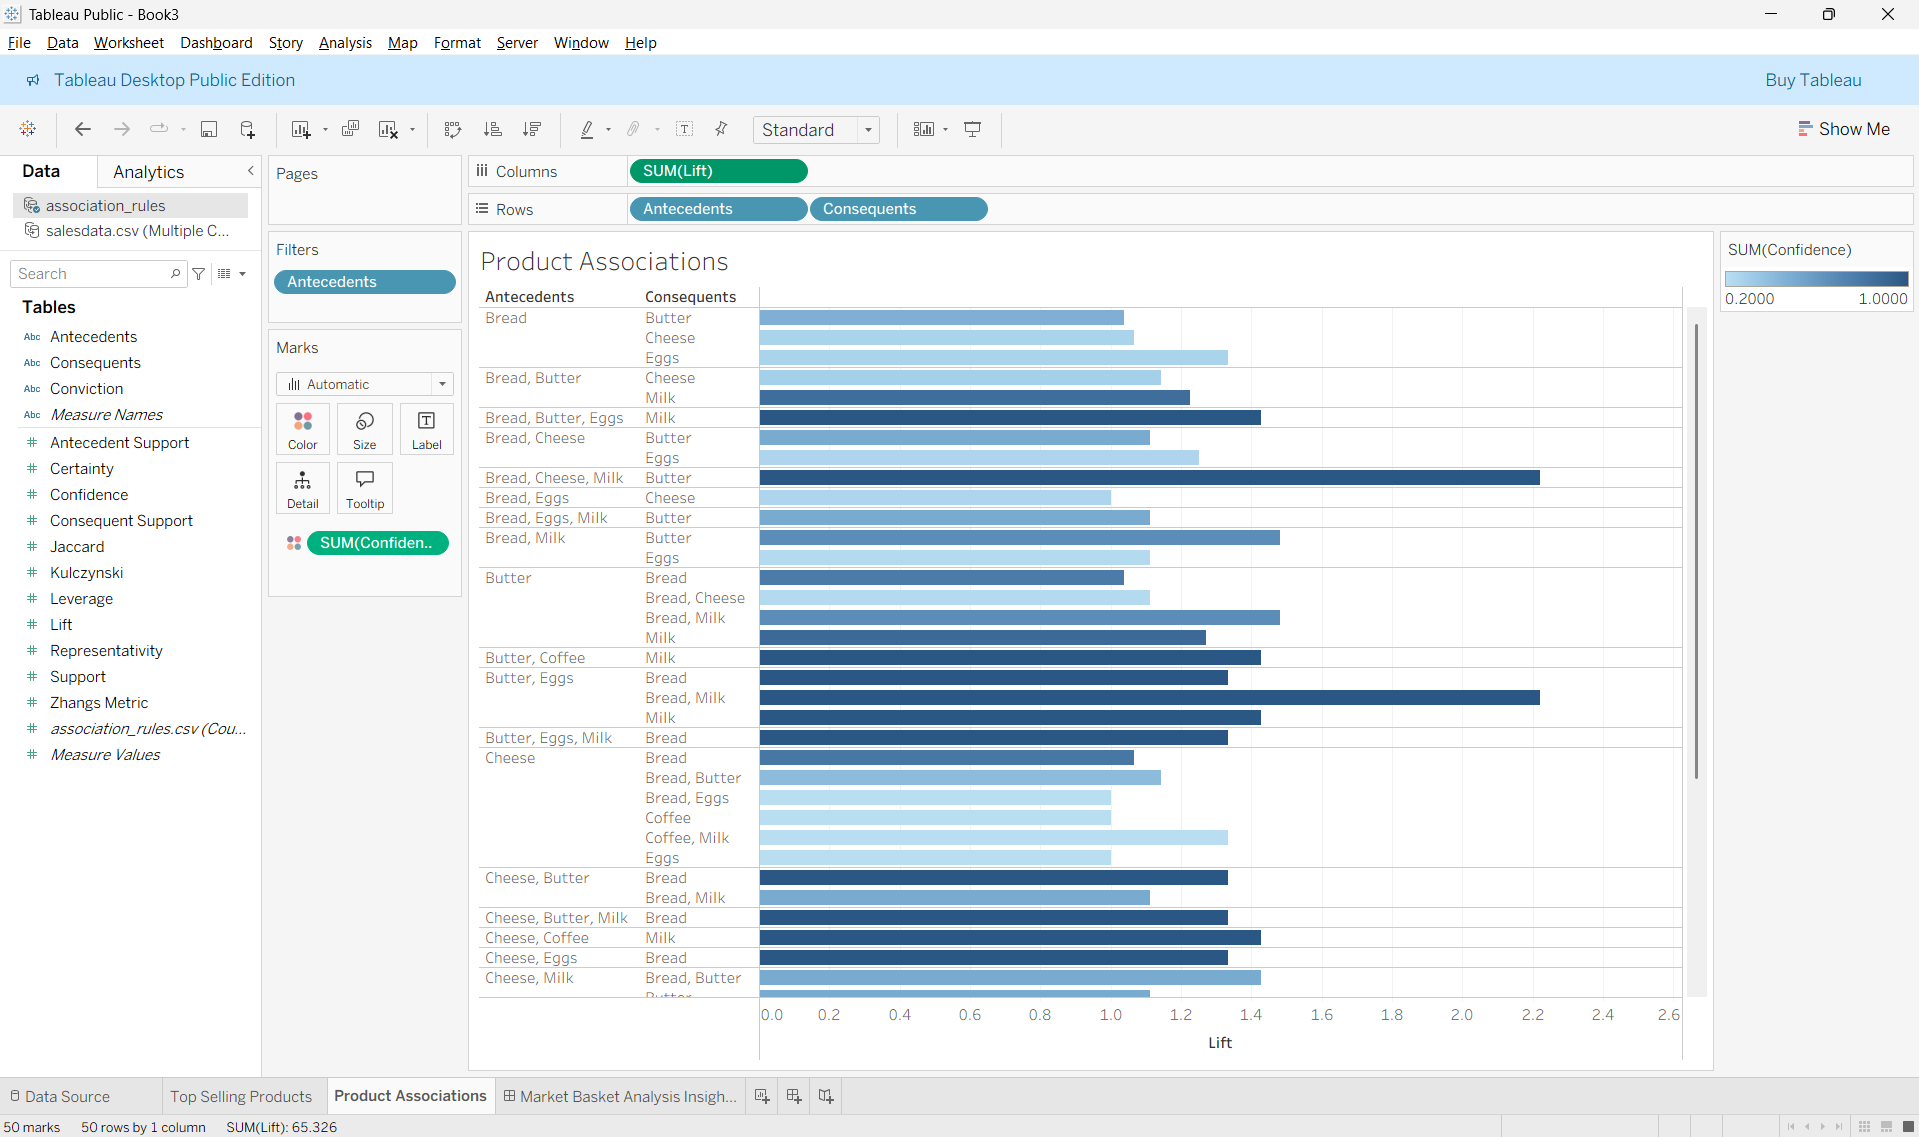 Tableau Public - Book3
File Data Worksheet Dashboard Story Analysis Map Format Server Window Help
Tableau Desktop Public Edition Buy Tableau
Standard Show Me
Data Analytics
association_rules
salesdata.csv (Multiple C...
Search
Tables
Abc Antecedents
Abc Consequents
Abc Conviction
Abc Measure Names
# Antecedent Support
# Certainty
# Confidence
# Consequent Support
# Jaccard
# Kulczynski
# Leverage
# Lift
# Representativity
# Support
# Zhangs Metric
# association_rules.csv (Cou...
# Measure Values
Pages
Filters
Antecedents
Marks
Automatic
Color Size Label
Detail Tooltip
SUM(Confiden..
Columns SUM(Lift)
Rows Antecedents Consequents
Product Associations
Antecedents Consequents
Bread Butter
Cheese
Eggs
Bread, Butter Cheese
Milk
Bread, Butter, Eggs Milk
Bread, Cheese Butter
Eggs
Bread, Cheese, Milk Butter
Bread, Eggs Cheese
Bread, Eggs, Milk Butter
Bread, Milk Butter
Eggs
Butter Bread
Bread, Cheese
Bread, Milk
Milk
Butter, Coffee Milk
Butter, Eggs Bread
Bread, Milk
Milk
Butter, Eggs, Milk Bread
Cheese Bread
Bread, Butter
Bread, Eggs
Coffee
Coffee, Milk
Eggs
Cheese, Butter Bread
Bread, Milk
Cheese, Butter, Milk Bread
Cheese, Coffee Milk
Cheese, Eggs Bread
Cheese, Milk Bread, Butter
Butter
0.0 0.2 0.4 0.6 0.8 1.0 1.2 1.4 1.6 1.8 2.0 2.2 2.4 2.6
Lift
SUM(Confidence)
0.2000 1.0000
Data Source Top Selling Products Product Associations Market Basket Analysis Insigh...
50 marks 50 rows by 1 column SUM(Lift): 65.326